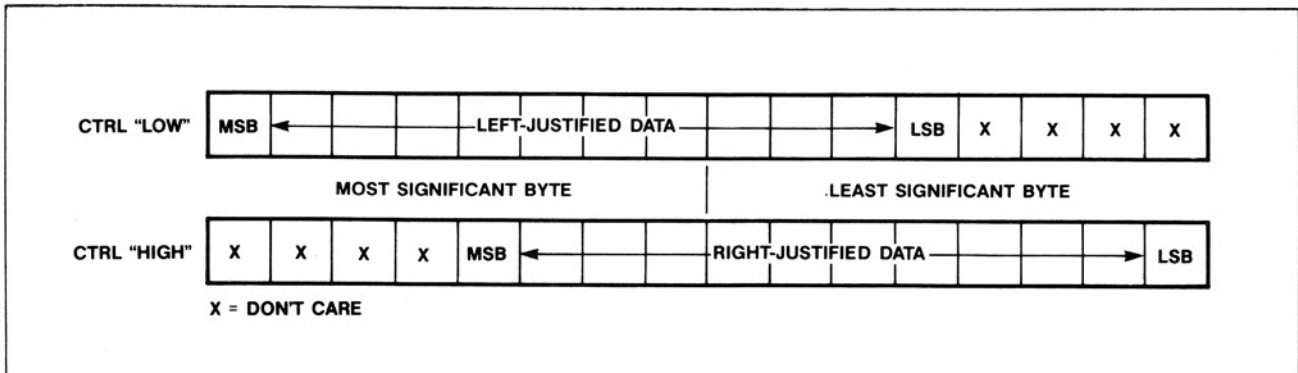 CTRL "LOW" MSB LEFT-JUSTIFIED DATA LSB X X X X
MOST SIGNIFICANT BYTE .LEAST SIGNIFICANT BYTE
CTRL "HIGH" X X X X MSB RIGHT-JUSTIFIED DATA LSB
X = DON'T CARE